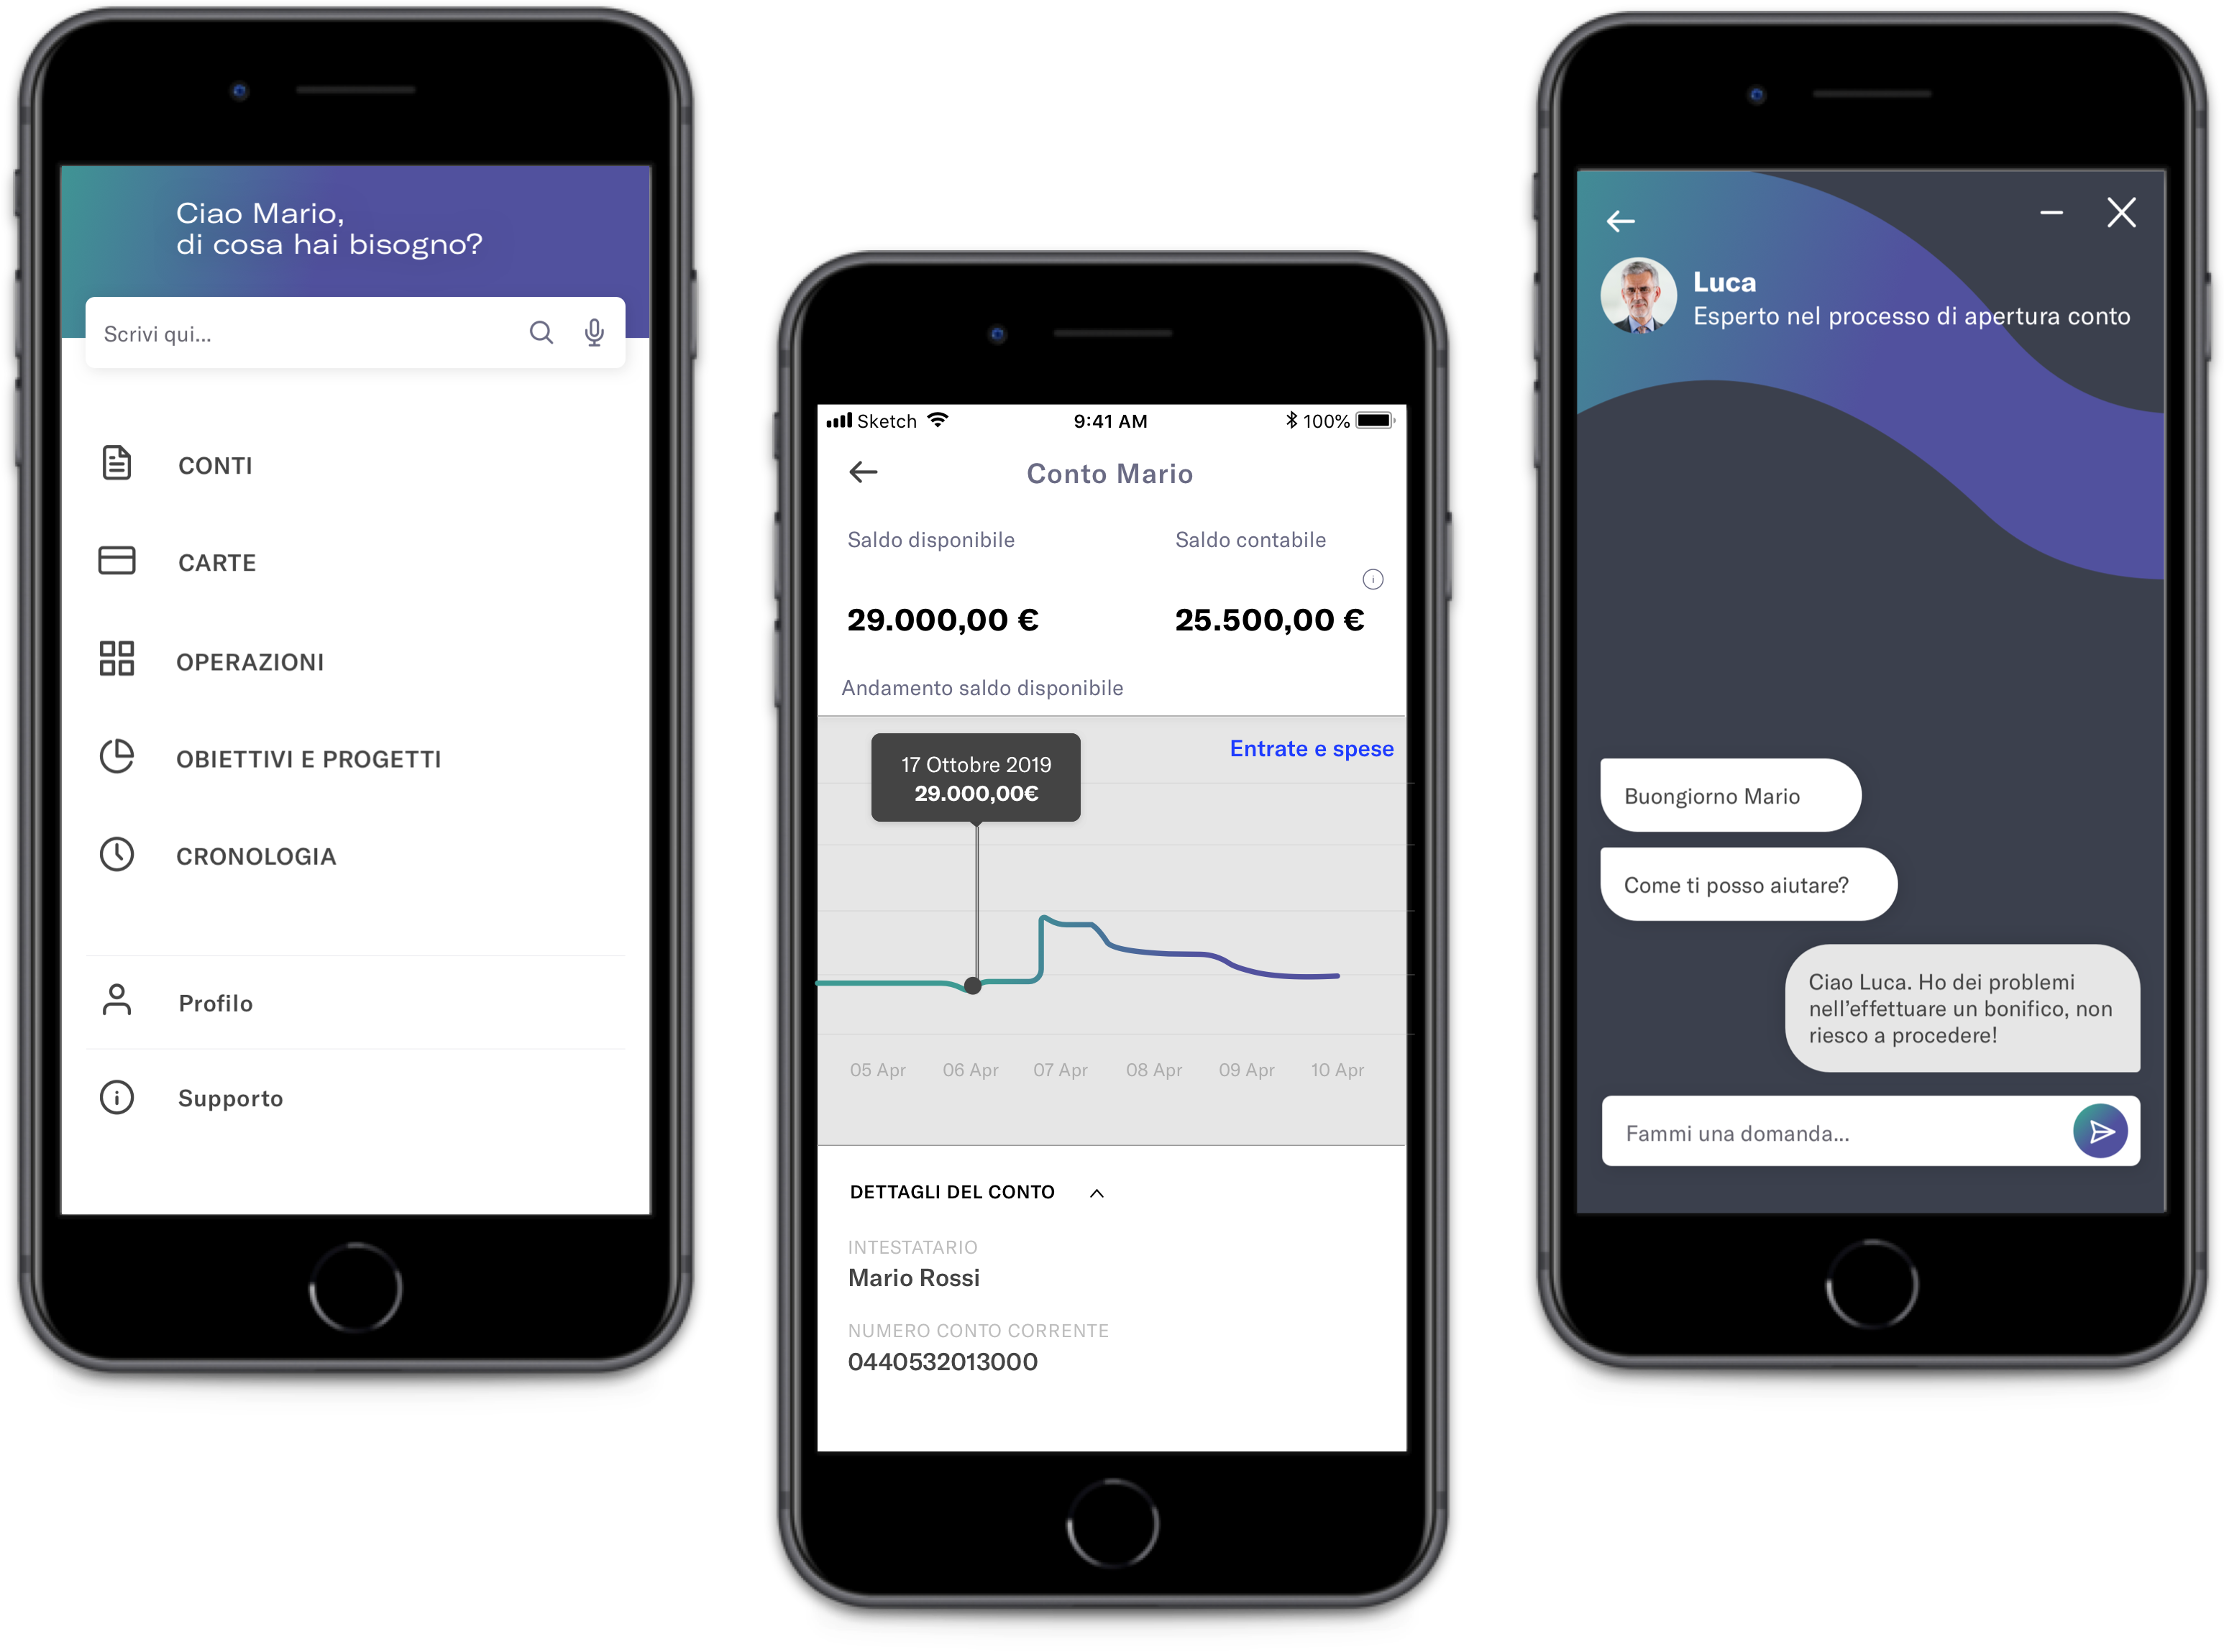 Ciao Mario,
di cosa hai bisogno?
Scrivi qui...
CONTI
CARTE
OPERAZIONI
OBIETTIVI E PROGETTI
CRONOLOGIA
Profilo
Supporto
Sketch 9:41 AM 100%
Conto Mario
Saldo disponibile Saldo contabile
29.000,00 € 25.500,00 €
Andamento saldo disponibile
Entrate e spese
17 Ottobre 2019
29.000,00€
05 Apr 06 Apr 07 Apr 08 Apr 09 Apr 10 Apr
DETTAGLI DEL CONTO
INTESTATARIO
Mario Rossi
NUMERO CONTO CORRENTE
0440532013000
Luca
Esperto nel processo di apertura conto
Buongiorno Mario
Come ti posso aiutare?
Ciao Luca. Ho dei problemi
nell'effettuare un bonifico, non
riesco a procedere!
Fammi una domanda...